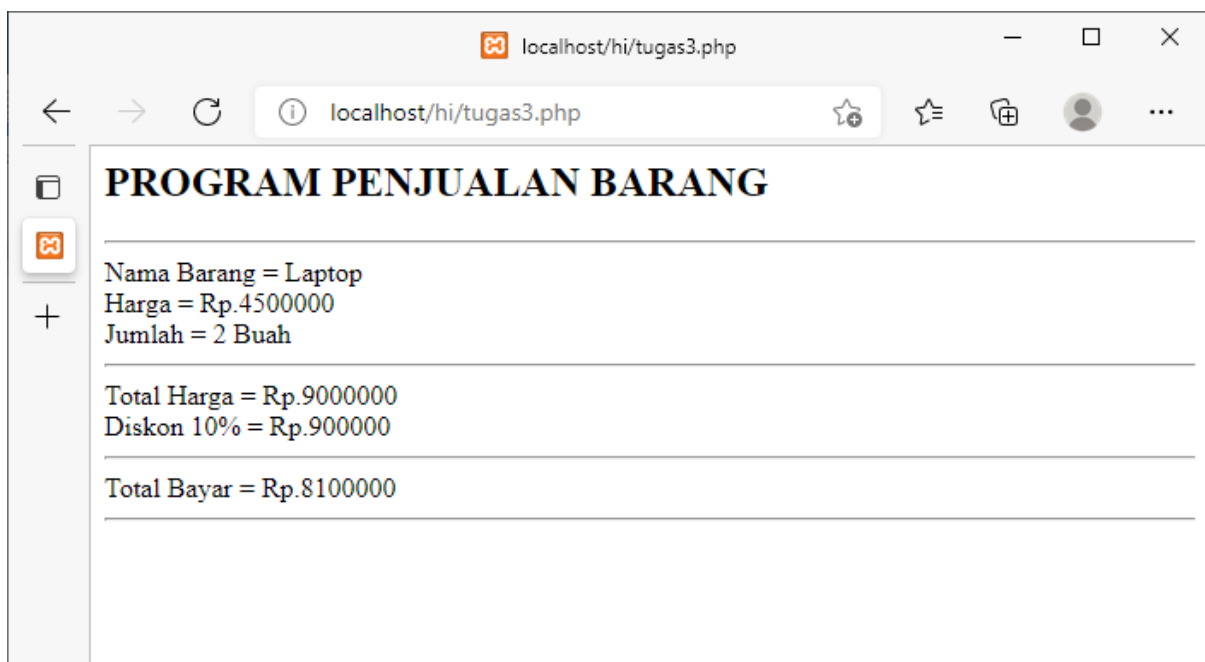 localhost/hi/tugas3.php
localhost/hi/tugas3.php
PROGRAM PENJUALAN BARANG
Nama Barang = Laptop
Harga = Rp.4500000
Jumlah = 2 Buah
Total Harga = Rp.9000000
Diskon 10% = Rp.900000
Total Bayar = Rp.8100000